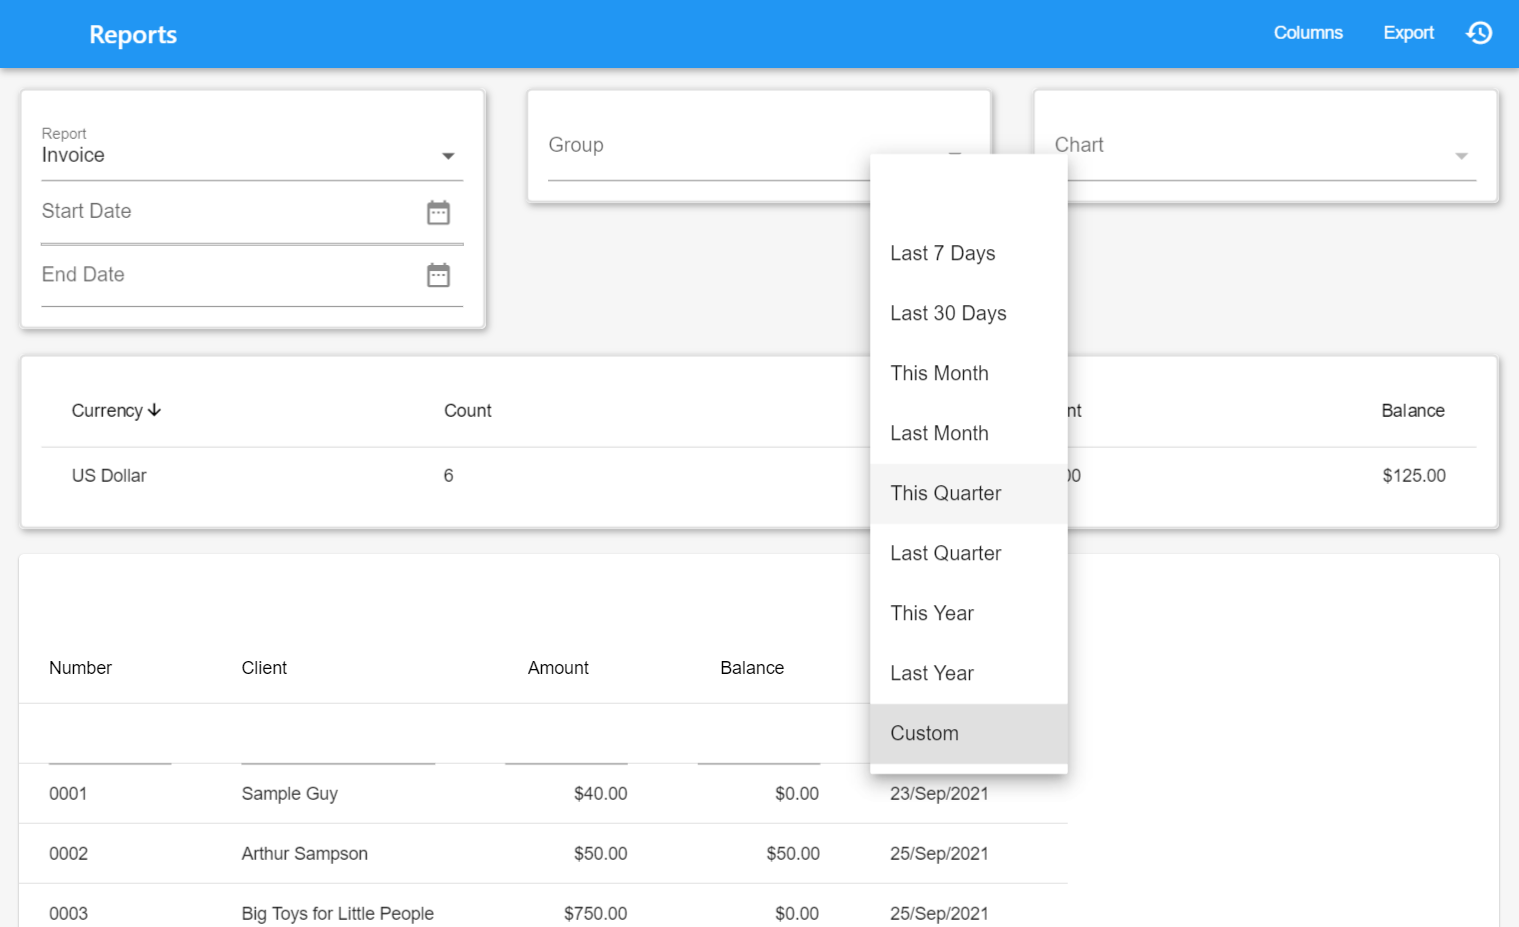 Reports
Columns
Export
Report
Invoice
Start Date
End Date
Group
Chart
Last 7 Days
Last 30 Days
This Month
Last Month
This Quarter
Last Quarter
This Year
Last Year
Custom
Currency Count nt Balance
US Dollar 6 00 $125.00
Number Client Amount Balance
0001 Sample Guy $40.00 $0.00 23/Sep/2021
0002 Arthur Sampson $50.00 $50.00 25/Sep/2021
0003 Big Toys for Little People $750.00 $0.00 25/Sep/2021